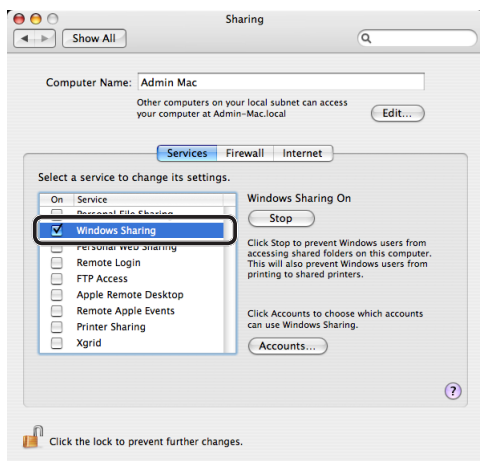 Sharing
Show All
Computer Name: Admin Mac
Other computers on your local subnet can access
your computer at Admin-Mac.local
Edit...
Services Firewall Internet
Select a service to change its settings.
On Service
Personal File Sharing
Windows Sharing
Personal Web Sharing
Remote Login
FTP Access
Apple Remote Desktop
Remote Apple Events
Printer Sharing
Xgrid
Windows Sharing On
Stop
Click Stop to prevent Windows users from
accessing shared folders on this computer.
This will also prevent Windows users from
printing to shared printers.
Click Accounts to choose which accounts
can use Windows Sharing.
Accounts...
?
Click the lock to prevent further changes.